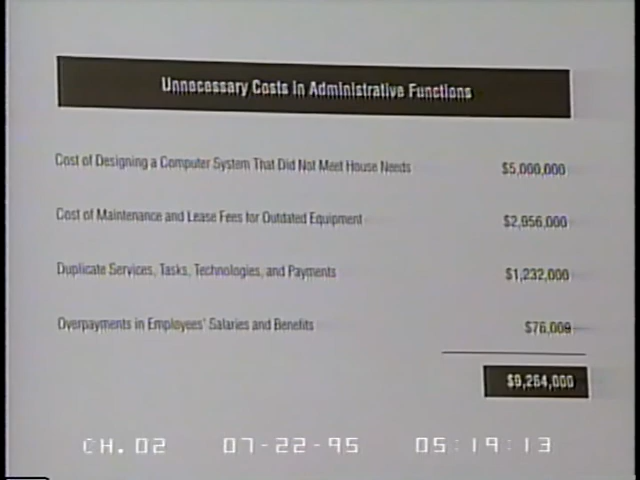 Unnecessary Costs in Administrative Functions
Cost of Designing a Computer System That Did Not Meet House Needs $5,000,000
Cost of Maintenance and Lease Fees for Outdated Equipment $2,956,000
Duplicate Services, Tasks, Technologies, and Payments $1,232,000
Overpayments in Employees' Salaries and Benefits $76,000
$9,264,000
CH.02 07-22-95 05:19:13